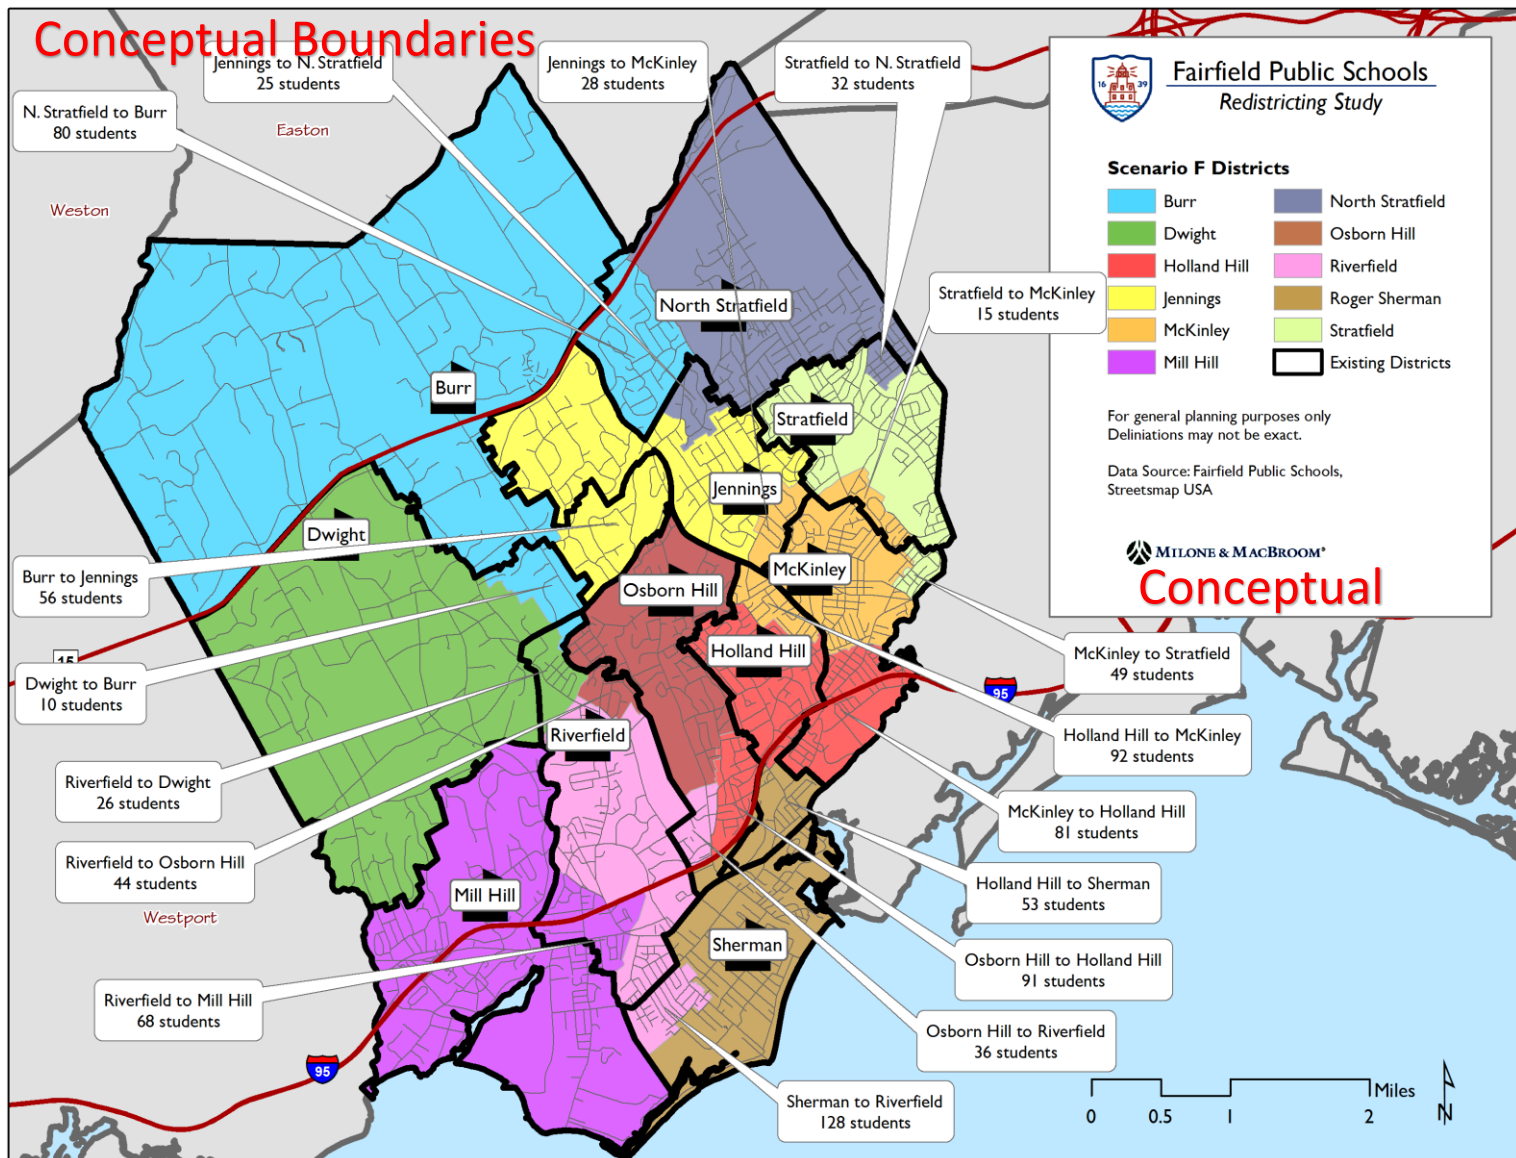 Conceptual Boundaries
Jennings to N. Stratfield
25 students
Jennings to McKinley
28 students
Stratfield to N. Stratfield
32 students
N. Stratfield to Burr
80 students
Easton
Weston
Fairfield Public Schools
Redistricting Study
16 39
Scenario F Districts
Burr
Dwight
Holland Hill
Jennings
McKinley
Mill Hill
North Stratfield
Osborn Hill
Riverfield
Roger Sherman
Stratfield
Existing Districts
For general planning purposes only
Deliniations may not be exact.
Data Source: Fairfield Public Schools,
Streetsmap USA
MILONE & MACBROOM®
Conceptual
Stratfield to McKinley
15 students
North Stratfield
Burr
Stratfield
Jennings
Dwight
McKinley
Osborn Hill
Holland Hill
Riverfield
Mill Hill
Sherman
Burr to Jennings
56 students
15
Dwight to Burr
10 students
Riverfield to Dwight
26 students
Riverfield to Osborn Hill
44 students
Westport
Riverfield to Mill Hill
68 students
95
McKinley to Stratfield
49 students
95
Holland Hill to McKinley
92 students
McKinley to Holland Hill
81 students
Holland Hill to Sherman
53 students
Osborn Hill to Holland Hill
91 students
Osborn Hill to Riverfield
36 students
Sherman to Riverfield
128 students
Miles
0 0.5 1 2
N